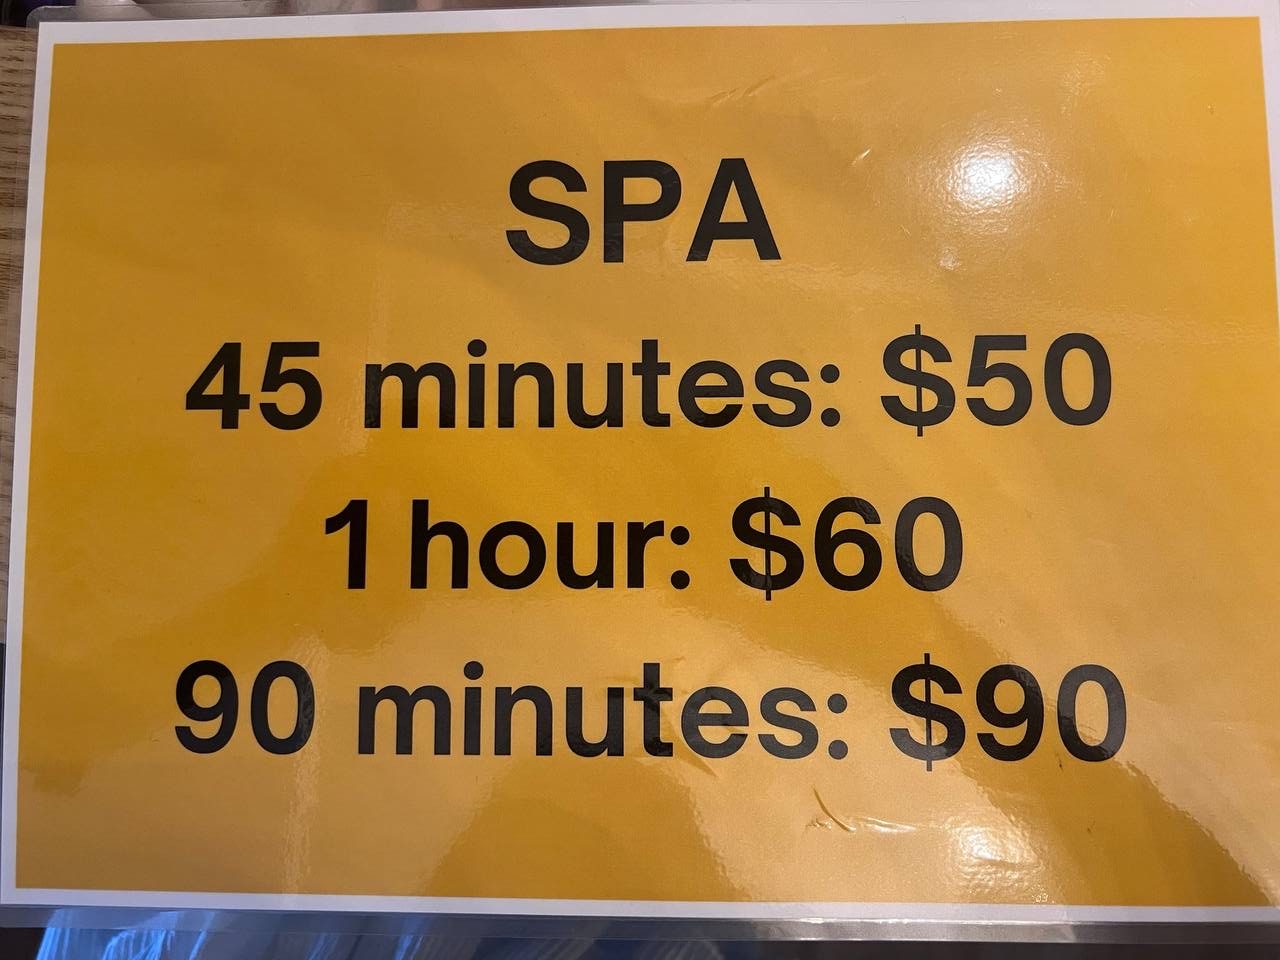 SPA
45 minutes: $50
1 hour: $60
90 minutes: $90